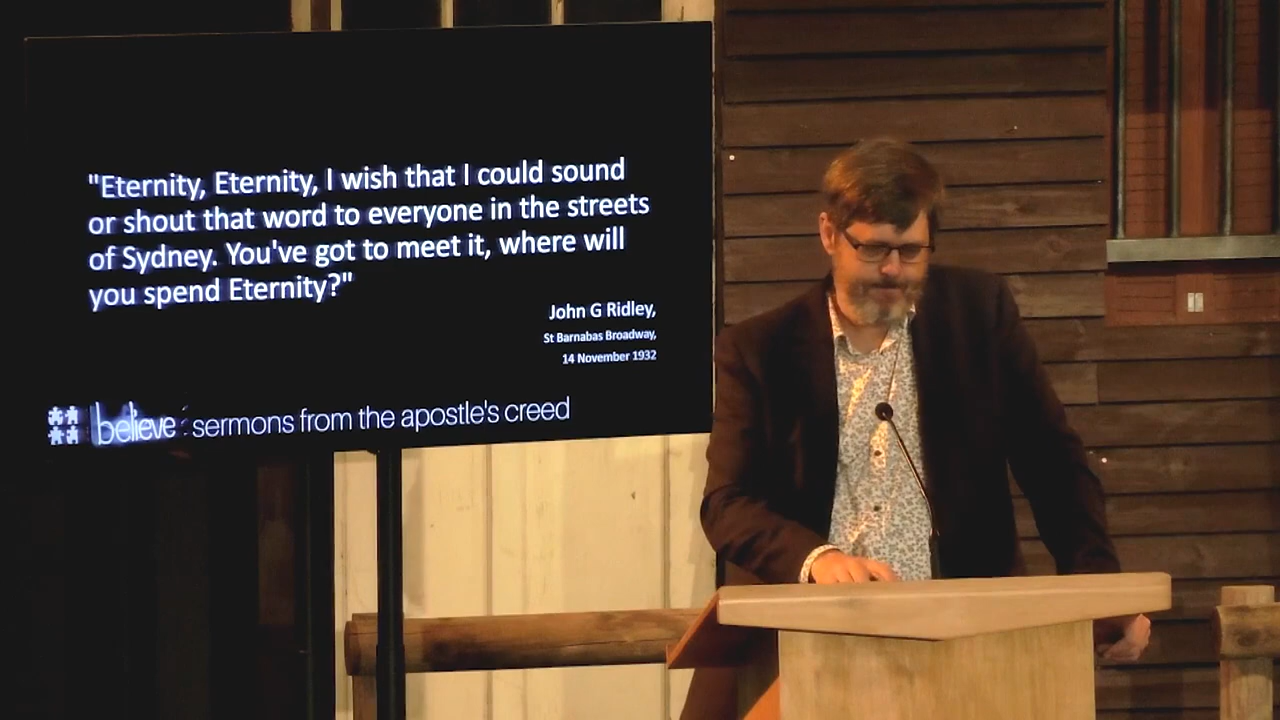 "Eternity, Eternity, I wish that I could sound
or shout that word to everyone in the streets
of Sydney. You've got to meet it, where will
you spend Eternity?"
John G Ridley,
St Barnabas Broadway,
14 November 1932
believe : sermons from the apostle's creed